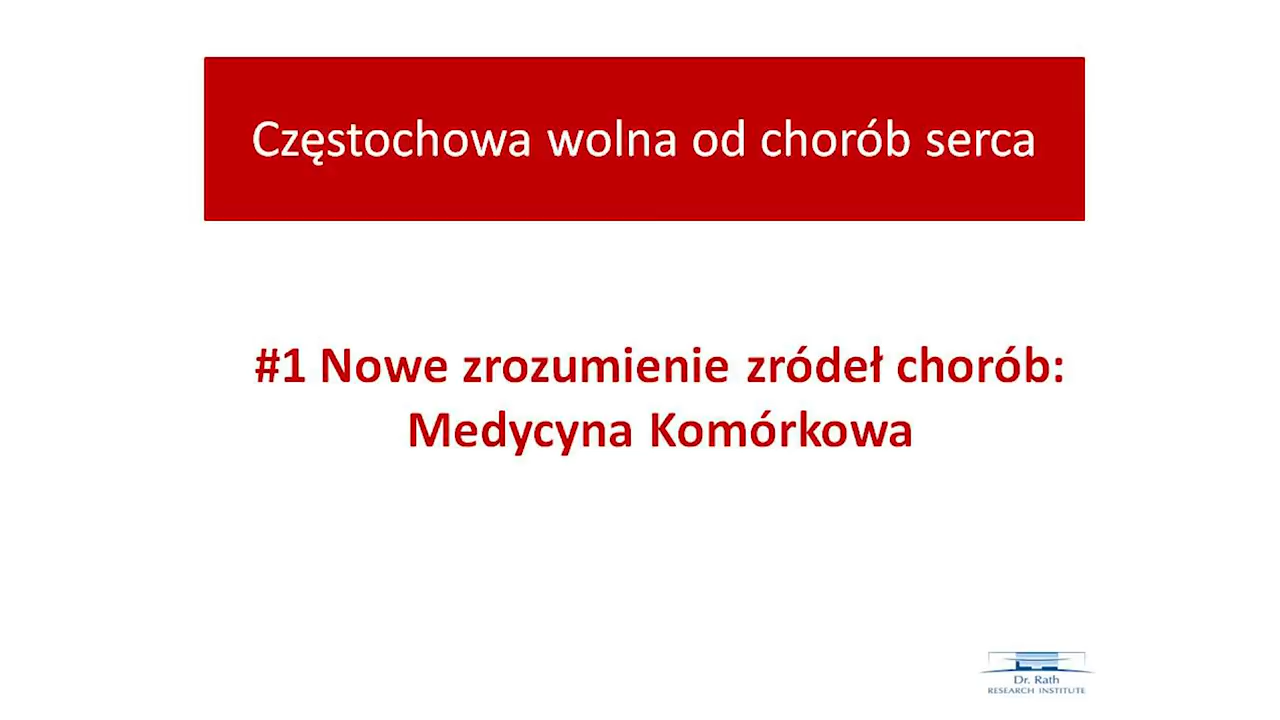 Częstochowa wolna od chorób serca
#1 Nowe zrozumienie zródeł chorób:
Medycyna Komórkowa
Dr. Rath
RESEARCH INSTITUTE